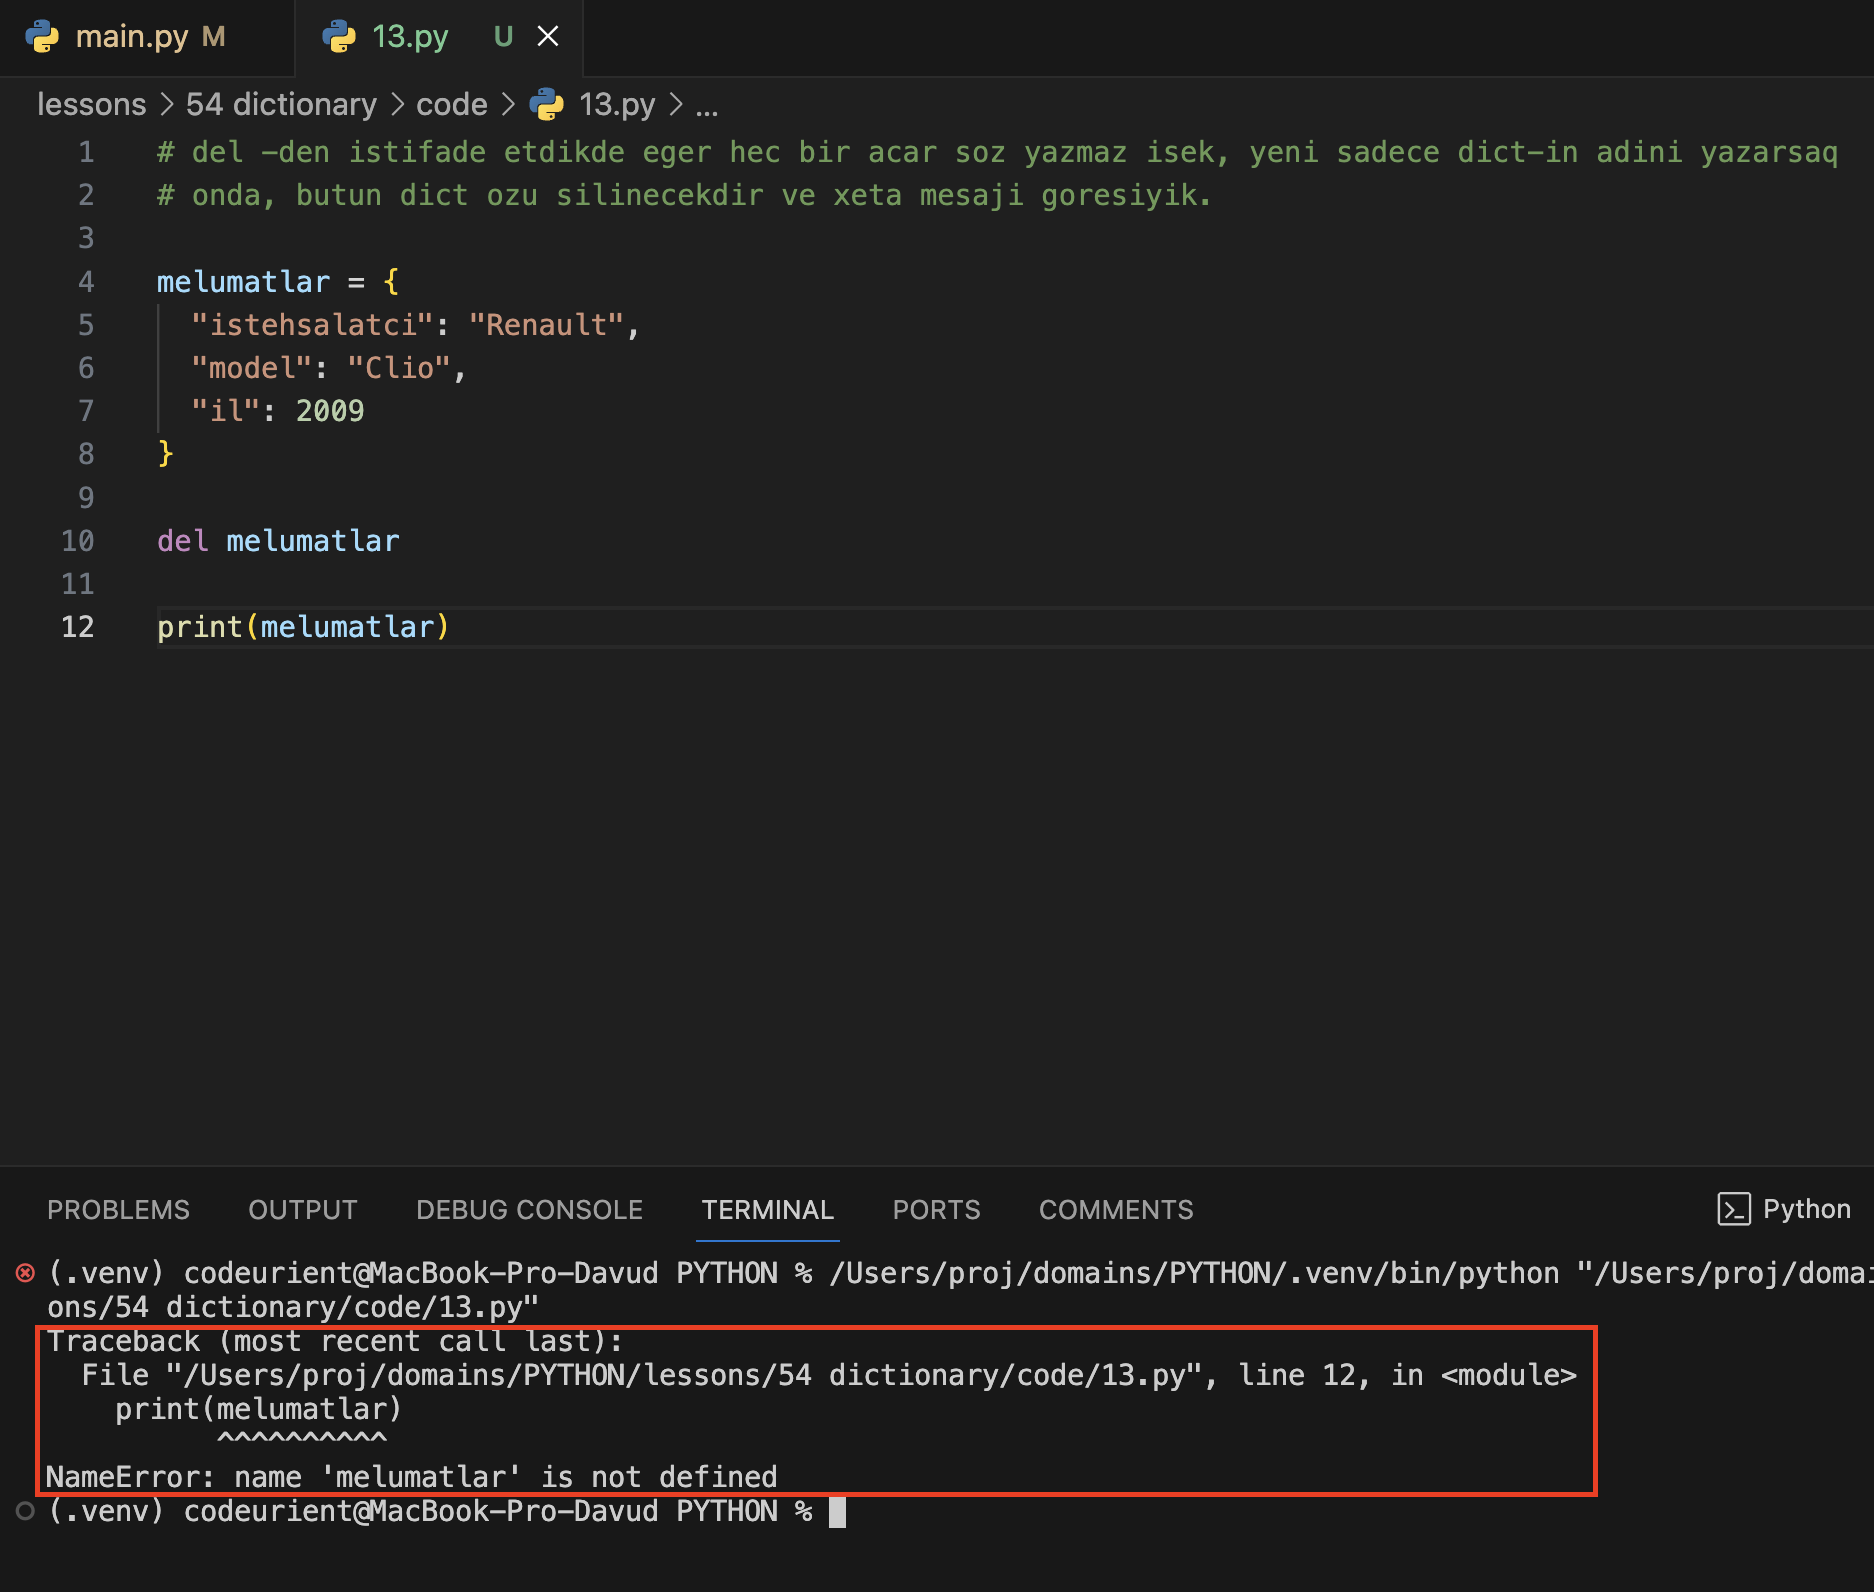 main.py M
13.py U
lessons > 54 dictionary > code > 13.py > ...
1 # del -den istifade etdikde eger hec bir acar soz yazmaz isek, yeni sadece dict-in adini yazarsaq
2 # onda, butun dict ozu silinecekdir ve xeta mesaji goresiyik.
3
4 melumatlar = {
5 "istehsalatci": "Renault",
6 "model": "Clio",
7 "il": 2009
8 }
9
10 del melumatlar
11
12 print(melumatlar)
PROBLEMS OUTPUT DEBUG CONSOLE TERMINAL PORTS COMMENTS Python
(.venv) codeurient@MacBook-Pro-Davud PYTHON % /Users/proj/domains/PYTHON/.venv/bin/python "/Users/proj/domai
ons/54 dictionary/code/13.py"
Traceback (most recent call last):
File "/Users/proj/domains/PYTHON/lessons/54 dictionary/code/13.py", line 12, in <module>
print(melumatlar)
^^^^^^^^^^
NameError: name 'melumatlar' is not defined
(.venv) codeurient@MacBook-Pro-Davud PYTHON %